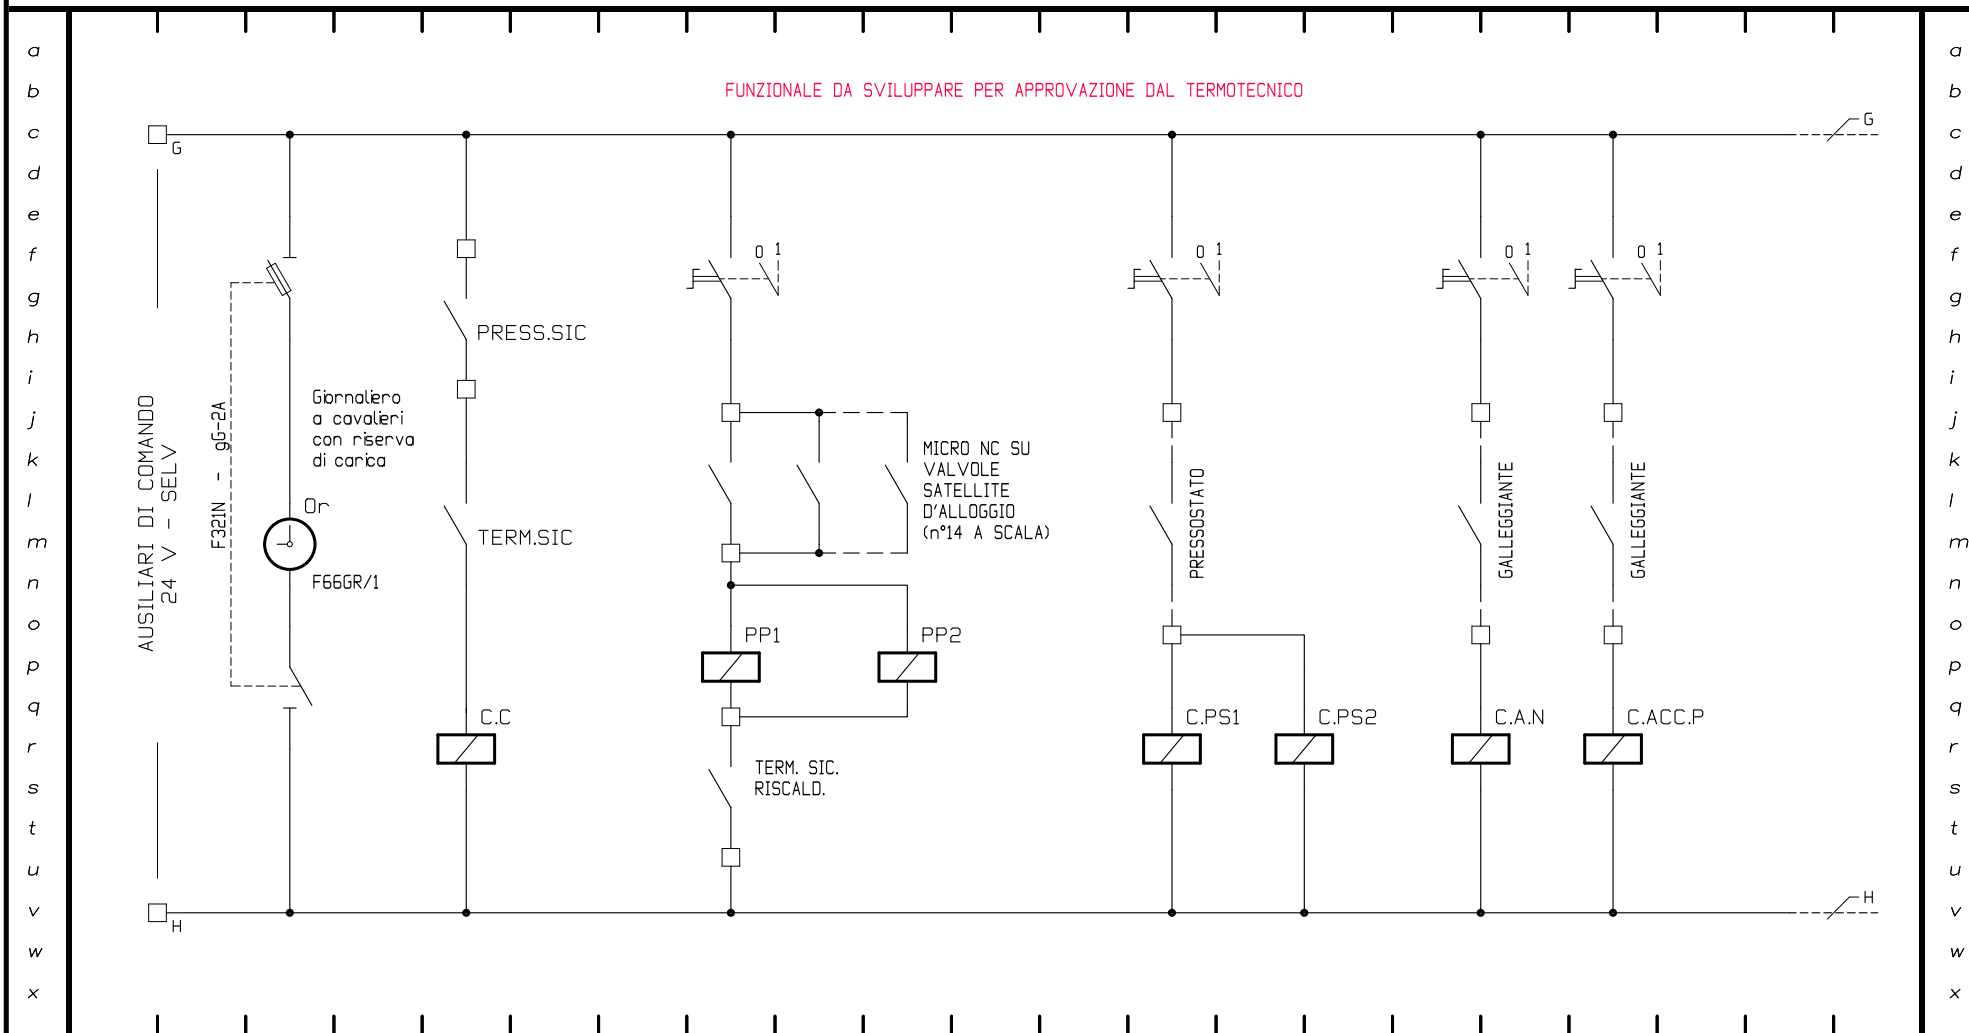 FUNZIONALE DA SVILUPPARE PER APPROVAZIONE DAL TERMOTECNICO
a a
b b
c c
d d
e e
f f
g g
h h
i i
j j
k k
l l
m m
n n
o o
p p
q q
r r
s s
t t
u u
v v
w w
x x
G
G
AUSILIARI DI COMANDO
24 V - SELV
F321N - gG-2A
Giornaliero
a cavalieri
con riserva
di carica
Or
F66GR/1
PRESS.SIC
TERM.SIC
C.C
0 1
MICRO NC SU
VALVOLE
SATELLITE
D'ALLOGGIO
(n°14 A SCALA)
PP1
PP2
TERM. SIC.
RISCALD.
0 1
PRESSOSTATO
C.PS1
C.PS2
0 1
GALLEGGIANTE
C.A.N
0 1
GALLEGGIANTE
C.ACC.P
H
H